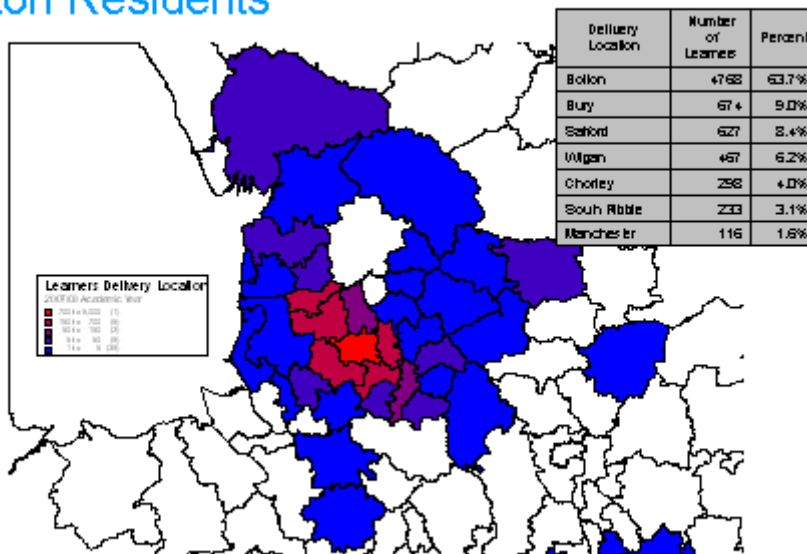 ton Residents
Delivery Location Number of Learners Percent
Bolton 4768 63.7%
Bury 674 9.0%
Salford 627 8.4%
Wigan 467 6.2%
Chorley 298 4.0%
South Ribble 233 3.1%
Manchester 116 1.6%
Learners Delivery Location
2007/08 Academic Year